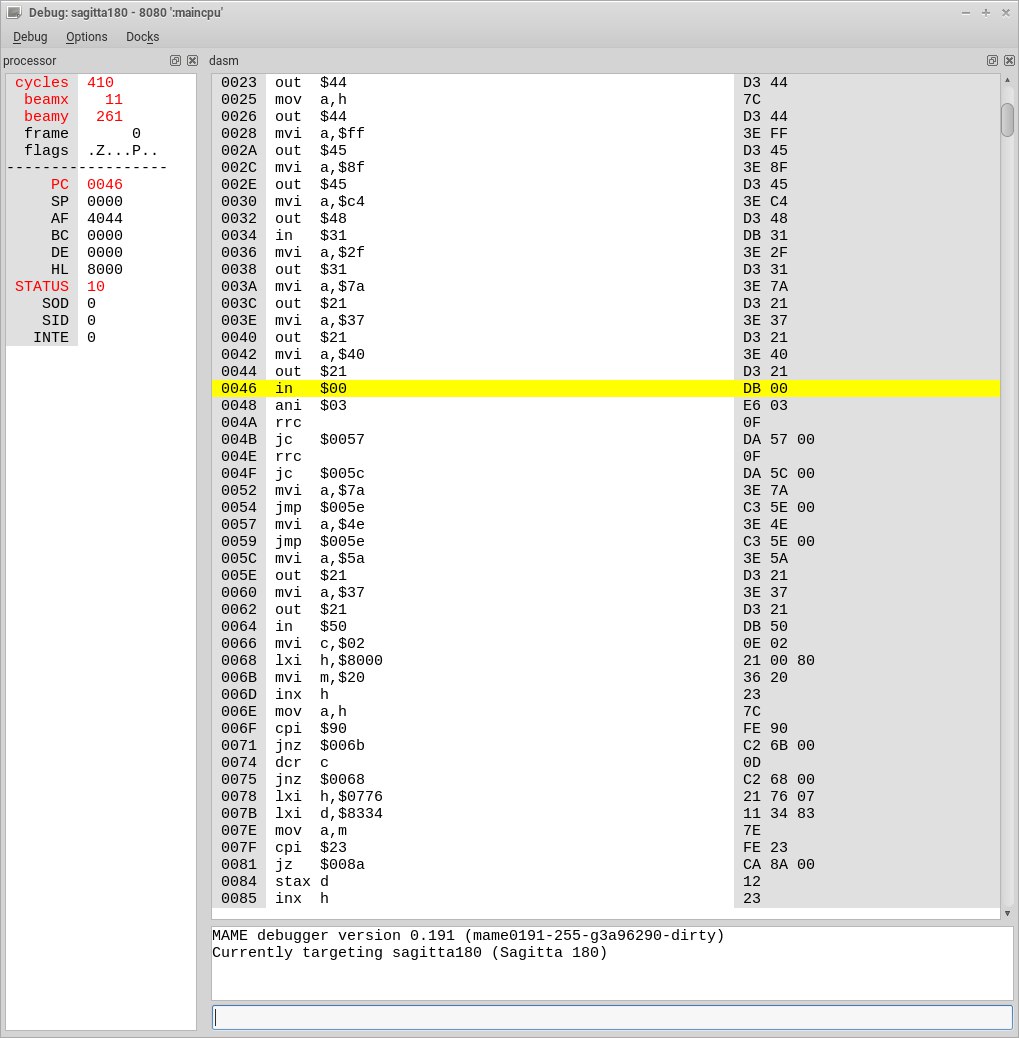 Debug: sagitta180 - 8080 ':maincpu'
Debug Options Docks
processor
cycles 410
beamx 11
beamy 261
frame 0
flags .Z...P..
------------------
PC 0046
SP 0000
AF 4044
BC 0000
DE 0000
HL 8000
STATUS 10
SOD 0
SID 0
INTE 0
dasm
0023 out $44 D3 44
0025 mov a,h 7C
0026 out $44 D3 44
0028 mvi a,$ff 3E FF
002A out $45 D3 45
002C mvi a,$8f 3E 8F
002E out $45 D3 45
0030 mvi a,$c4 3E C4
0032 out $48 D3 48
0034 in $31 DB 31
0036 mvi a,$2f 3E 2F
0038 out $31 D3 31
003A mvi a,$7a 3E 7A
003C out $21 D3 21
003E mvi a,$37 3E 37
0040 out $21 D3 21
0042 mvi a,$40 3E 40
0044 out $21 D3 21
0046 in $00 DB 00
0048 ani $03 E6 03
004A rrc 0F
004B jc $0057 DA 57 00
004E rrc 0F
004F jc $005c DA 5C 00
0052 mvi a,$7a 3E 7A
0054 jmp $005e C3 5E 00
0057 mvi a,$4e 3E 4E
0059 jmp $005e C3 5E 00
005C mvi a,$5a 3E 5A
005E out $21 D3 21
0060 mvi a,$37 3E 37
0062 out $21 D3 21
0064 in $50 DB 50
0066 mvi c,$02 0E 02
0068 lxi h,$8000 21 00 80
006B mvi m,$20 36 20
006D inx h 23
006E mov a,h 7C
006F cpi $90 FE 90
0071 jnz $006b C2 6B 00
0074 dcr c 0D
0075 jnz $0068 C2 68 00
0078 lxi h,$0776 21 76 07
007B lxi d,$8334 11 34 83
007E mov a,m 7E
007F cpi $23 FE 23
0081 jz $008a CA 8A 00
0084 stax d 12
0085 inx h 23
MAME debugger version 0.191 (mame0191-255-g3a96290-dirty)
Currently targeting sagitta180 (Sagitta 180)